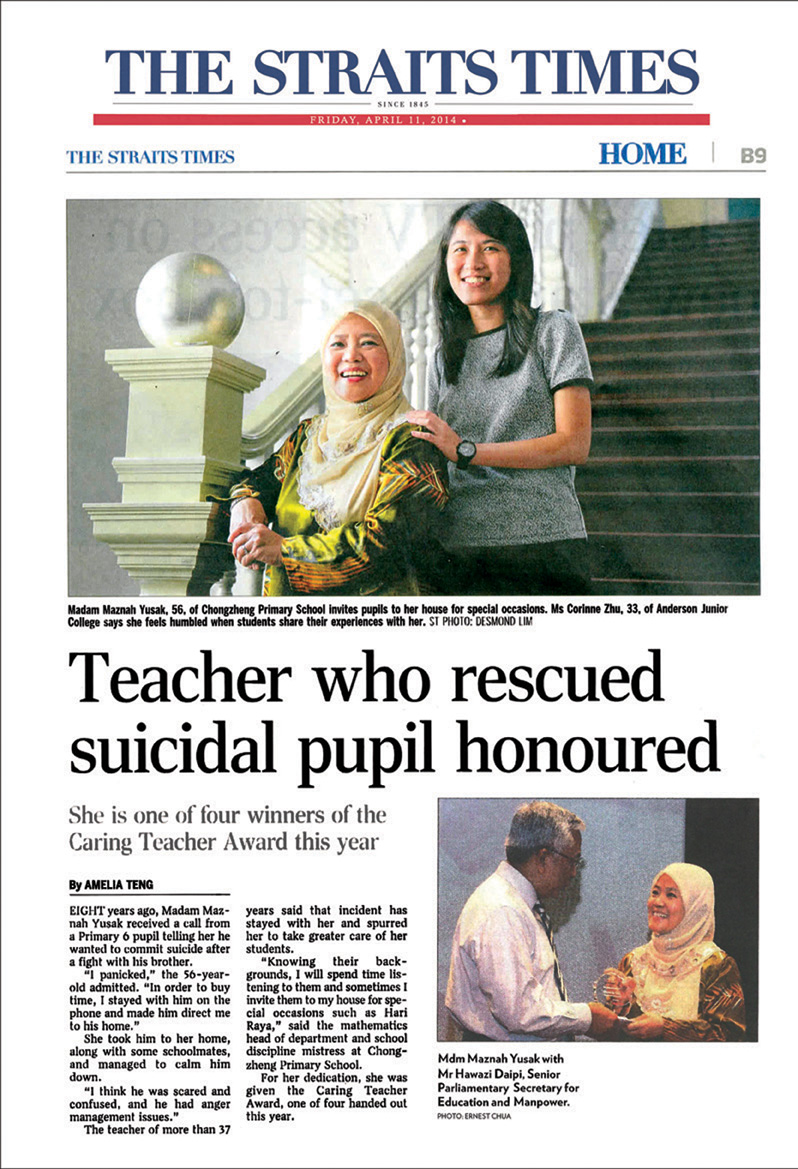 THE STRAITS TIMES
SINCE 1845
FRIDAY, APRIL 11, 2014 •
THE STRAITS TIMES
HOME | B9
Madam Maznah Yusak, 56, of Chongzheng Primary School invites pupils to her house for special occasions. Ms Corinne Zhu, 33, of Anderson Junior
College says she feels humbled when students share their experiences with her. ST PHOTO: DESMOND LIM
Teacher who rescued
suicidal pupil honoured
She is one of four winners of the
Caring Teacher Award this year
By AMELIA TENG
EIGHT years ago, Madam Maz-
nah Yusak received a call from
a Primary 6 pupil telling her he
wanted to commit suicide after
a fight with his brother.
"I panicked," the 56-year-
old admitted. "In order to buy
time, I stayed with him on the
phone and made him direct me
to his home."
She took him to her home,
along with some schoolmates,
and managed to calm him
down.
"I think he was scared and
confused, and he had anger
management issues."
The teacher of more than 37
years said that incident has
stayed with her and spurred
her to take greater care of her
students.
"Knowing their back-
grounds, I will spend time lis-
tening to them and sometimes I
invite them to my house for spe-
cial occasions such as Hari
Raya," said the mathematics
head of department and school
discipline mistress at Chong-
zheng Primary School.
For her dedication, she was
given the Caring Teacher
Award, one of four handed out
this year.
Mdm Maznah Yusak with
Mr Hawazi Daipi, Senior
Parliamentary Secretary for
Education and Manpower.
PHOTO: ERNEST CHUA